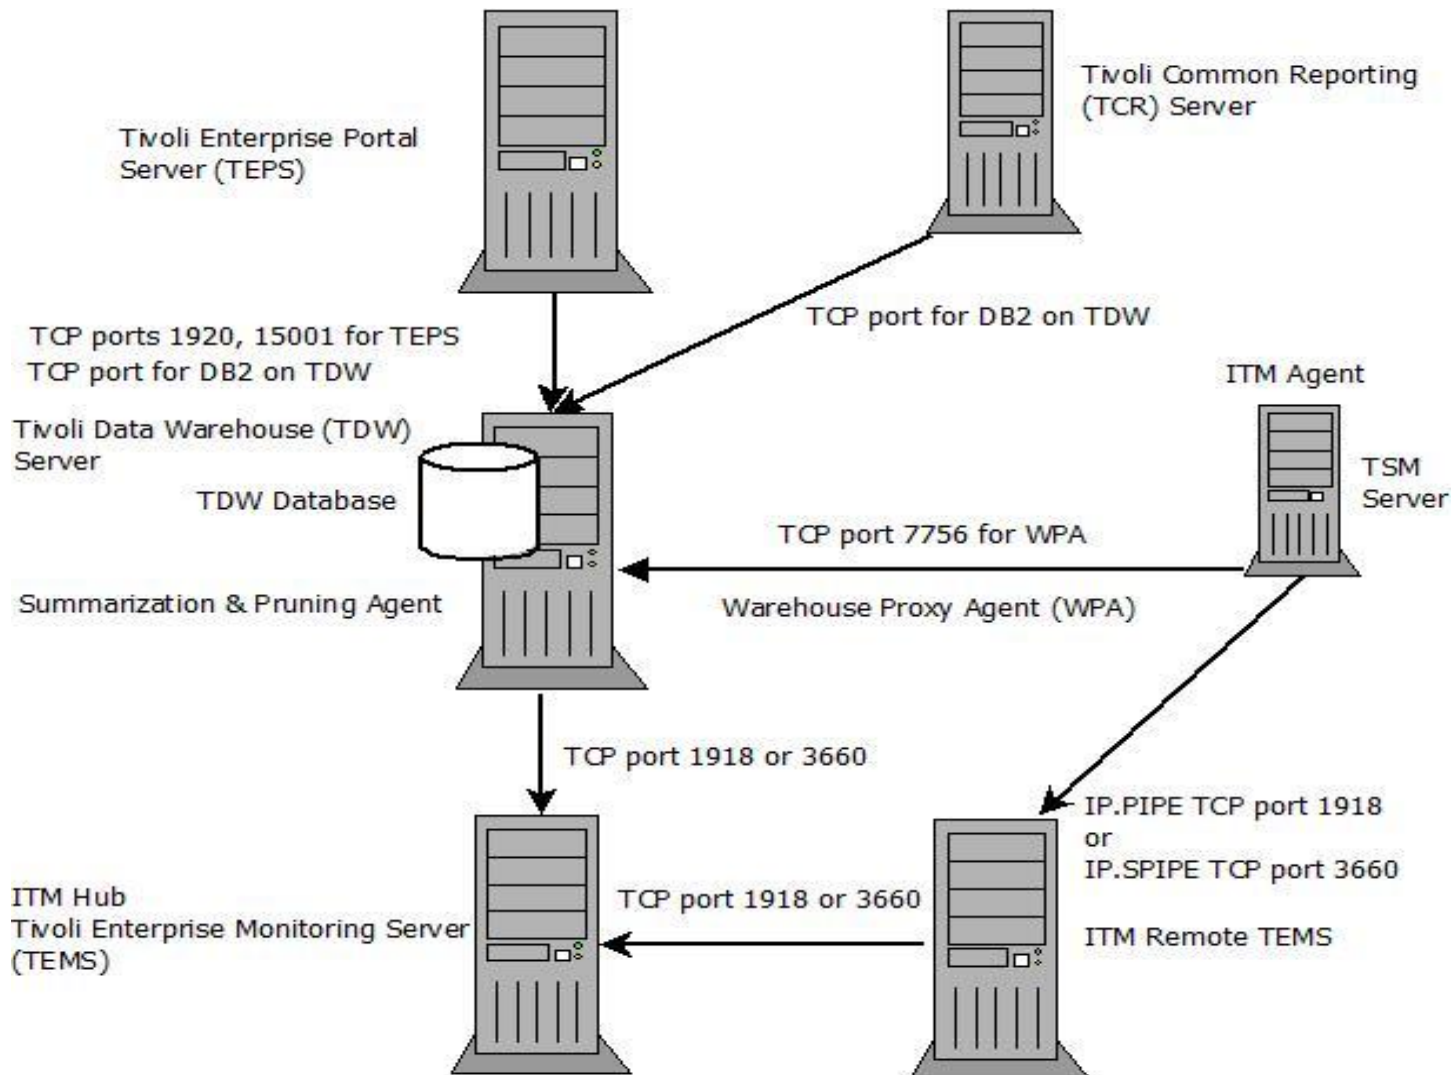 Tivoli Enterprise Portal
Server (TEPS)
Tivoli Common Reporting
(TCR) Server
TCP ports 1920, 15001 for TEPS
TCP port for DB2 on TDW
TCP port for DB2 on TDW
ITM Agent
TSM
Server
Tivoli Data Warehouse (TDW)
Server
TDW Database
TCP port 7756 for WPA
Summarization & Pruning Agent
Warehouse Proxy Agent (WPA)
TCP port 1918 or 3660
IP.PIPE TCP port 1918
or
IP.SPIPE TCP port 3660
ITM Hub
Tivoli Enterprise Monitoring Server
(TEMS)
TCP port 1918 or 3660
ITM Remote TEMS